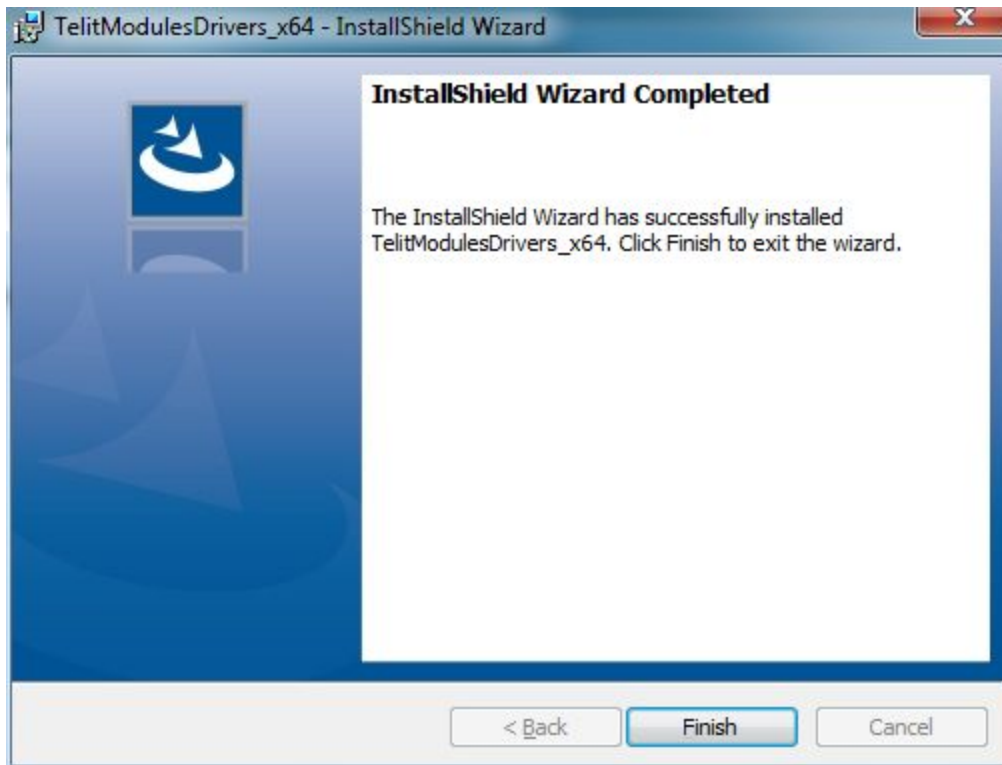 TelitModulesDrivers_x64 - InstallShield Wizard
InstallShield Wizard Completed
The InstallShield Wizard has successfully installed
TelitModulesDrivers_x64. Click Finish to exit the wizard.
< Back
Finish
Cancel